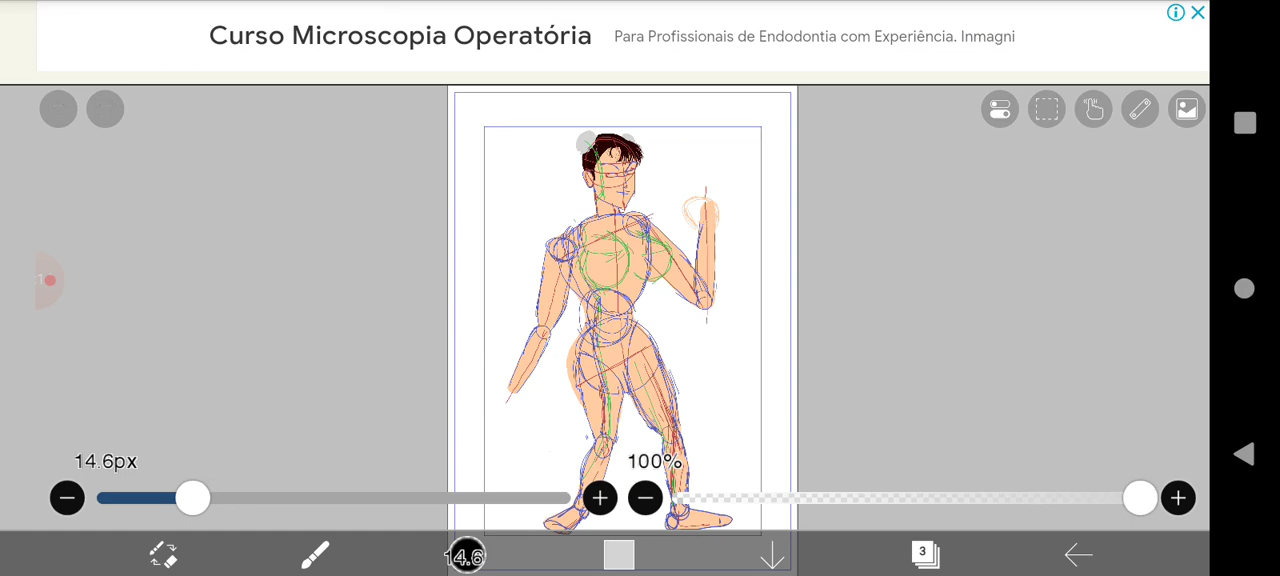 Curso Microscopia Operatória
Para Profissionais de Endodontia com Experiência. Inmagni
14.6px
100%
14.6
3